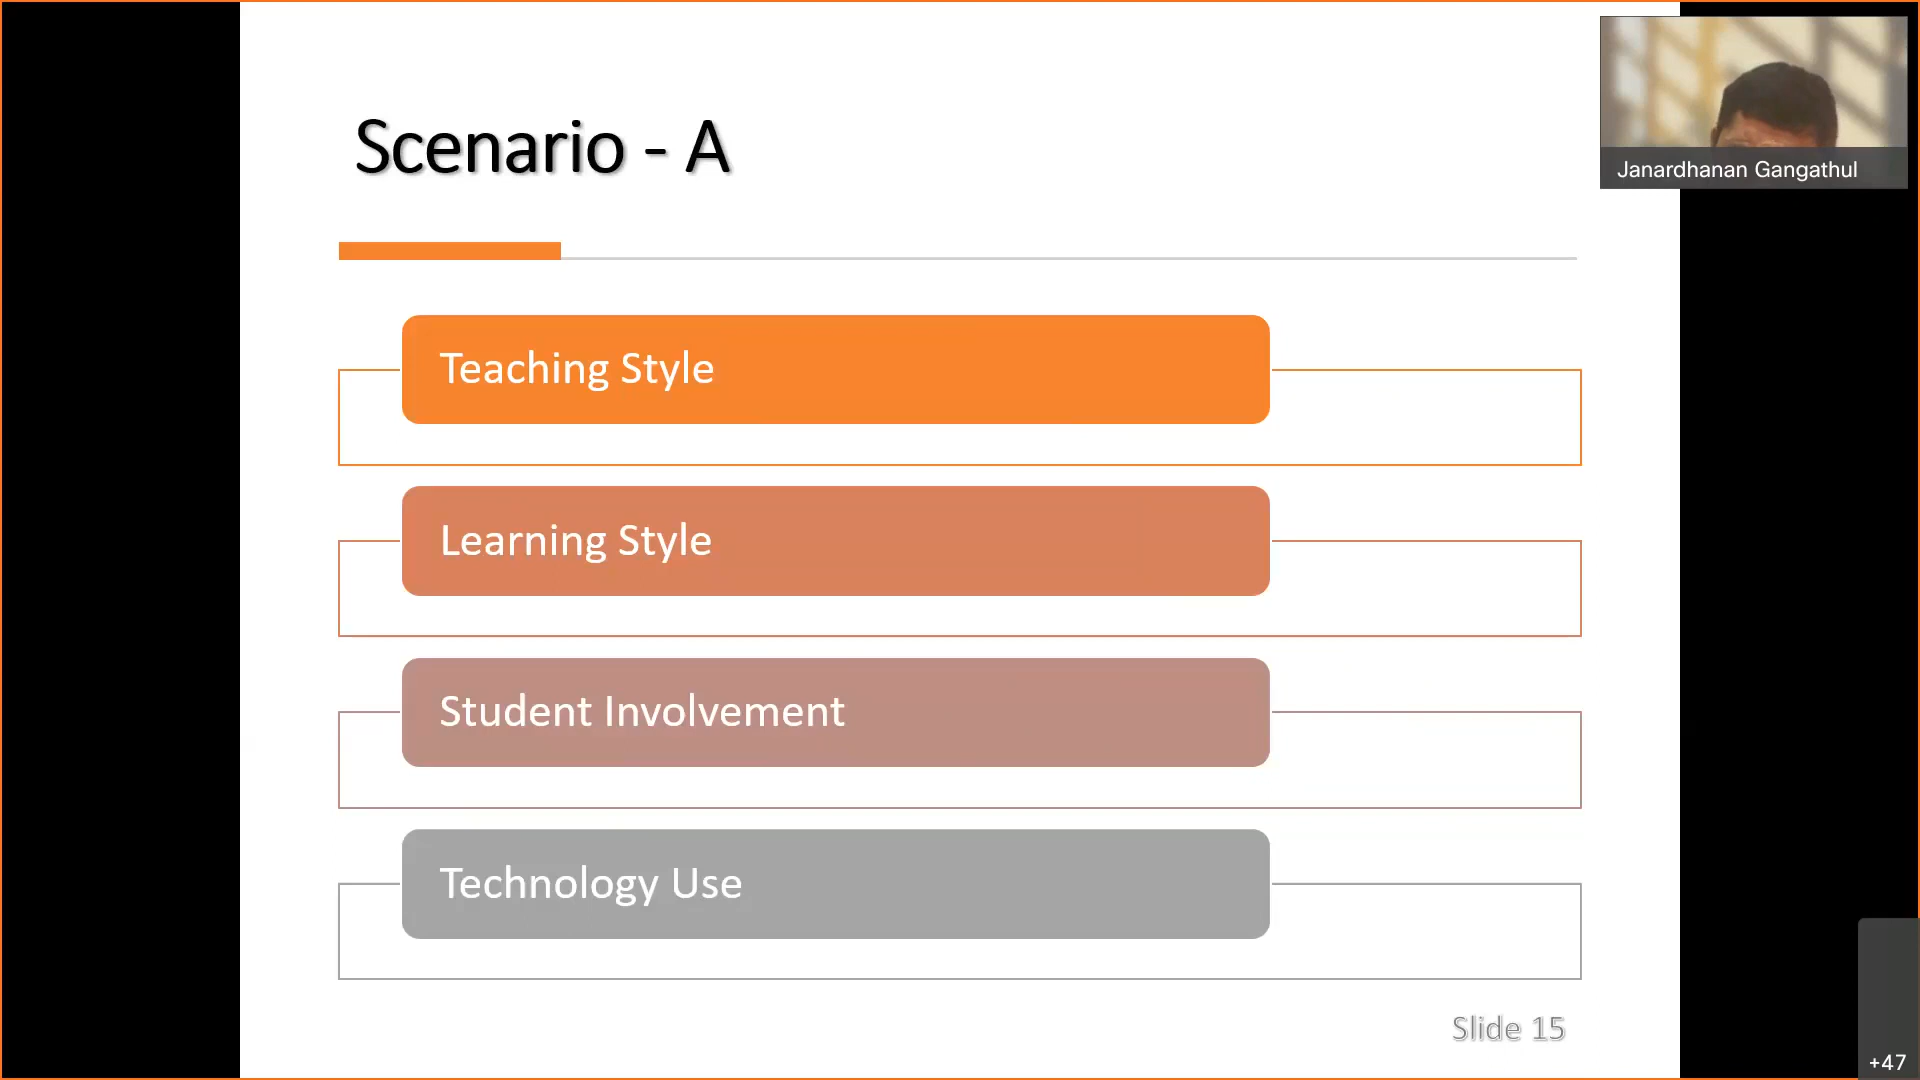 Scenario - A
Janardhanan Gangathul
Teaching Style
Learning Style
Student Involvement
Technology Use
Slide 15
+47